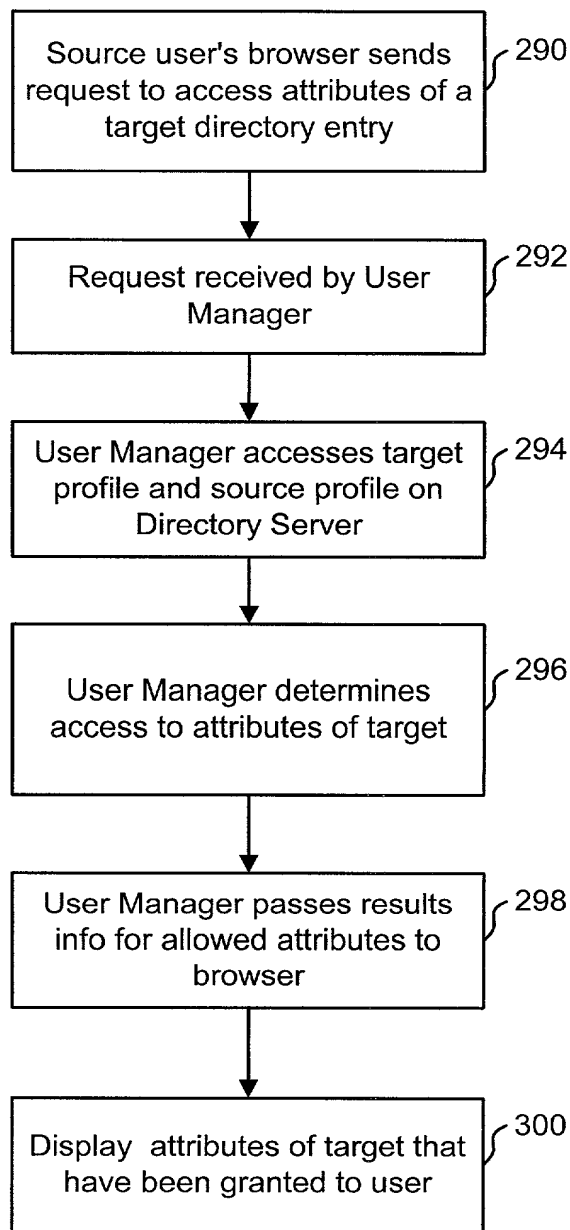 Source user's browser sends
request to access attributes of a
target directory entry
290
Request received by User
Manager
292
User Manager accesses target
profile and source profile on
Directory Server
294
User Manager determines
access to attributes of target
296
User Manager passes results
info for allowed attributes to
browser
298
Display attributes of target that
have been granted to user
300